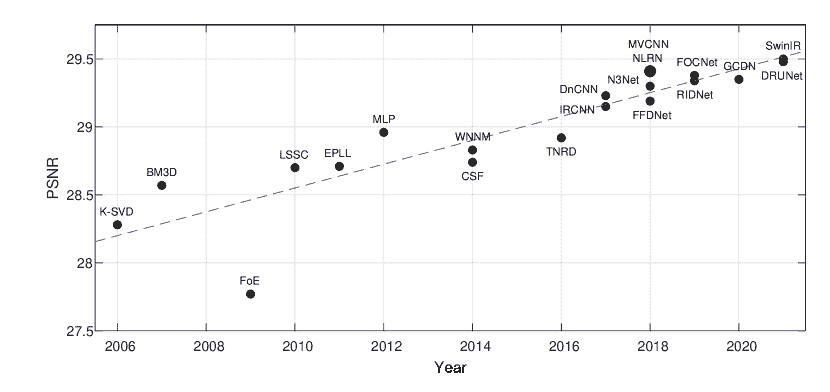 MVCNN
SwinIR
29.5
NLRN
FOCNet
GCDN
N3Net
DRUNet
DnCNN
RIDNet
IRCNN
FFDNet
MLP
29
WNNM
TNRD
LSSC
EPLL
CSF
BM3D
PSNR
28.5
K-SVD
28
FoE
27.5
2006 2008 2010 2012 2014 2016 2018 2020
Year